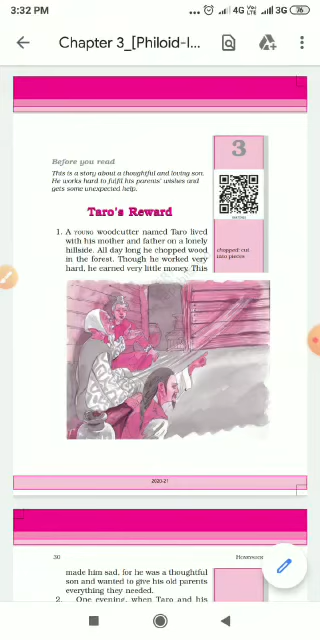 3:32 PM
4G
3G
76
Chapter 3_[Philoid-I...
3
Before you read
This is a story about a thoughtful and loving son.
He works hard to fulfil his parents' wishes and
gets some unexpected help.
Taro's Reward
1. A YOUNG woodcutter named Taro lived
with his mother and father on a lonely
hillside. All day long he chopped wood
in the forest. Though he worked very
hard, he earned very little money. This
chopped: cut
into pieces
2020-21
30
made him sad, for he was a thoughtful
son and wanted to give his old parents
everything they needed.
2. One evening, when Taro and his